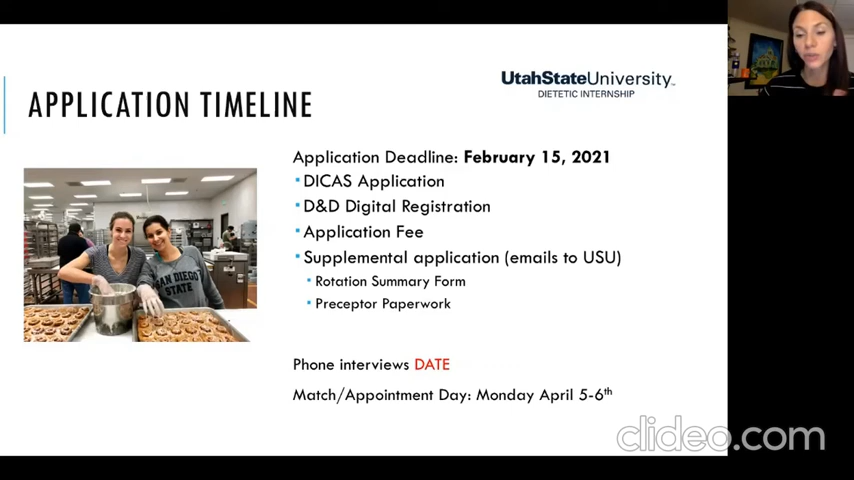 UtahStateUniversity
DIETETIC INTERNSHIP
APPLICATION TIMELINE
Application Deadline: February 15, 2021
DICAS Application
D&D Digital Registration
Application Fee
Supplemental application (emails to USU)
Rotation Summary Form
Preceptor Paperwork
SAN DIEGO
STATE
Phone interviews DATE
Match/Appointment Day: Monday April 5-6th
clideo.com